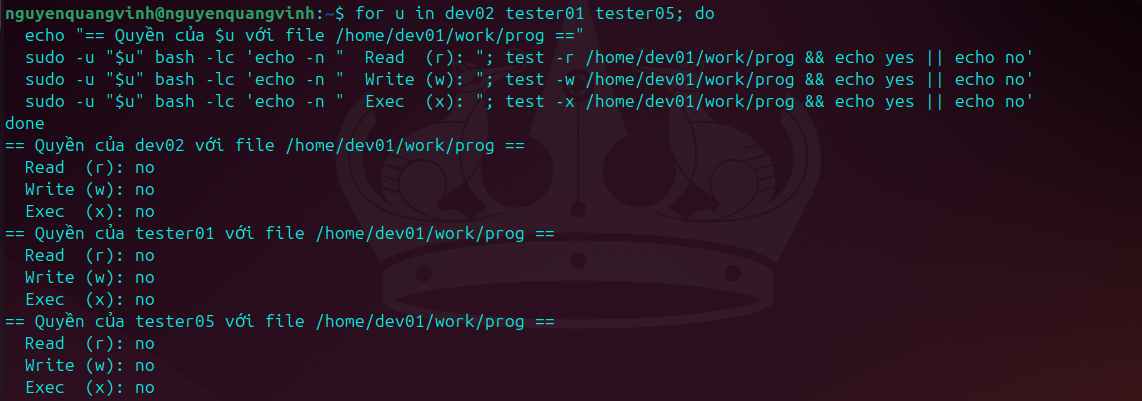 nguyenquangvinh@nguyenquangvinh:~$ for u in dev02 tester01 tester05; do
  echo "== Quyền của $u với file /home/dev01/work/prog =="
  sudo -u "$u" bash -lc 'echo -n "  Read  (r): "; test -r /home/dev01/work/prog && echo yes || echo no'
  sudo -u "$u" bash -lc 'echo -n "  Write (w): "; test -w /home/dev01/work/prog && echo yes || echo no'
  sudo -u "$u" bash -lc 'echo -n "  Exec  (x): "; test -x /home/dev01/work/prog && echo yes || echo no'
done
== Quyền của dev02 với file /home/dev01/work/prog ==
  Read  (r): no
  Write (w): no
  Exec  (x): no
== Quyền của tester01 với file /home/dev01/work/prog ==
  Read  (r): no
  Write (w): no
  Exec  (x): no
== Quyền của tester05 với file /home/dev01/work/prog ==
  Read  (r): no
  Write (w): no
  Exec  (x): no